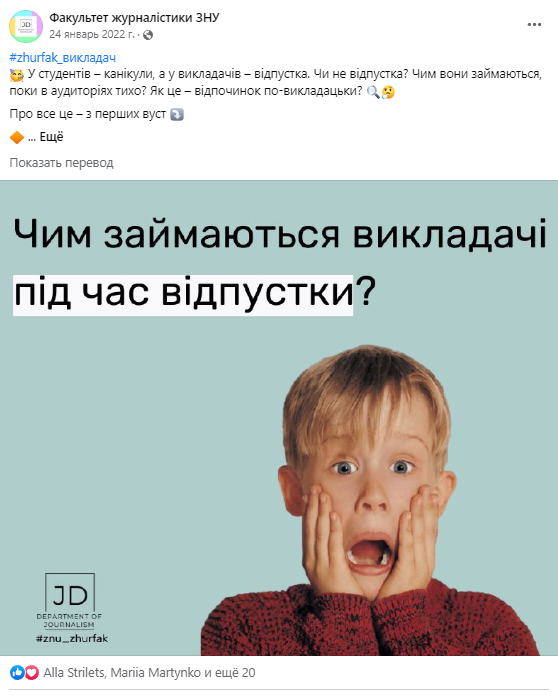 Факультет журналістики ЗНУ
24 январь 2022 г. ·
#zhurfak_викладач
🥰 У студентів – канікули, а у викладачів – відпустка. Чи не відпустка? Чим вони займаються,
поки в аудиторіях тихо? Як це – відпочинок по-викладацьки? 🔍🤔
Про все це – з перших вуст ⤵️
🔶 ... Ещё
Показать перевод
Чим займаються викладачі
під час відпустки?
JD
DEPARTMENT OF
JOURNALISM
#znu_zhurfak
Alla Strilets, Mariia Martynko и ещё 20